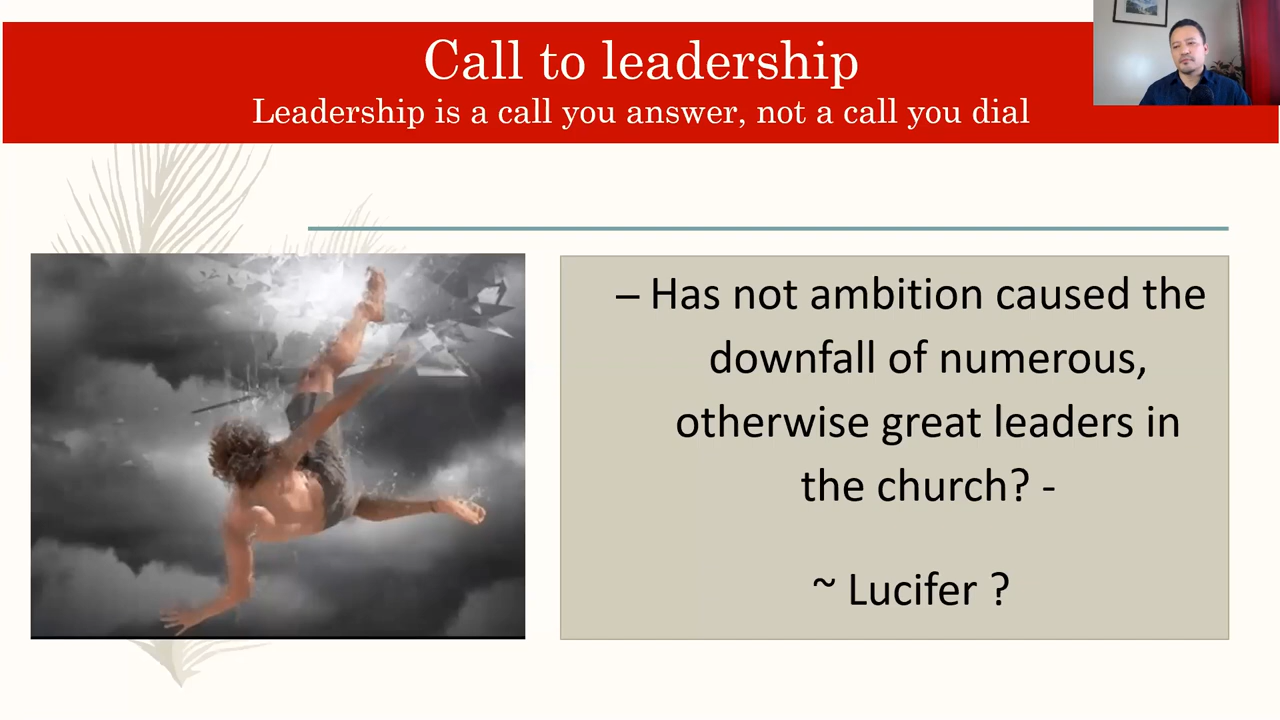 Call to leadership
Leadership is a call you answer, not a call you dial
– Has not ambition caused the
downfall of numerous,
otherwise great leaders in
the church? -
~ Lucifer ?